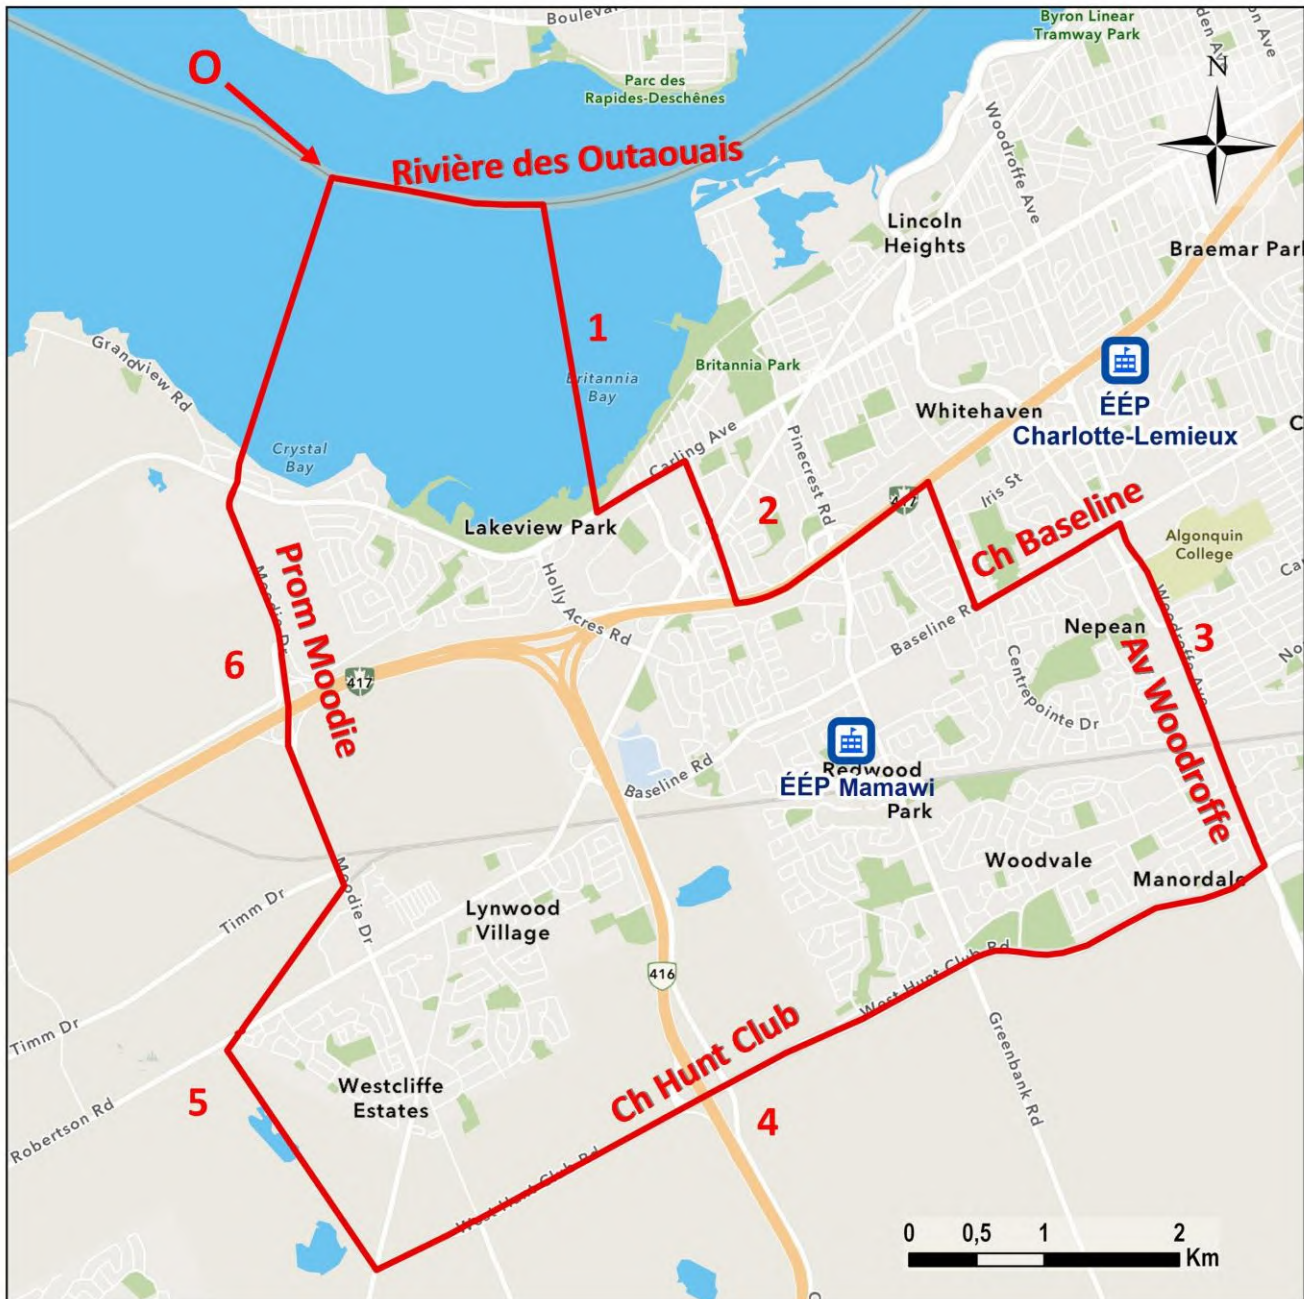 Boulev
Byron Linear
Tramway Park
N
O
Parc des
Rapides-Deschênes
Rivière des Outaouais
Woodroffe Ave
Lincoln
Heights
Braemar Park
1
Grandview Rd
Britannia
Bay
Britannia Park
ÉÉP
Charlotte-Lemieux
Whitehaven
Carling Ave
Pinecrest Rd
Crystal
Bay
2
417
Iris St
Ch Baseline
Lakeview Park
Algonquin
College
Holly Acres Rd
Prom Moodie
Moodie Dr
Baseline R
Nepean
3
Woodroffe Ave
Av Woodroffe
6
417
Centrepointe Dr
Baseline Rd
Redwood
Park
ÉÉP Mamawi
Woodvale
Manordale
Timm Dr
Moodie Dr
Lynwood
Village
416
West Hunt Club Rd
Timm Dr
Ch Hunt Club
Greenbank Rd
5
Westcliffe
Estates
4
Robertson Rd
West Hunt Club Rd
0 0,5 1 2
Km